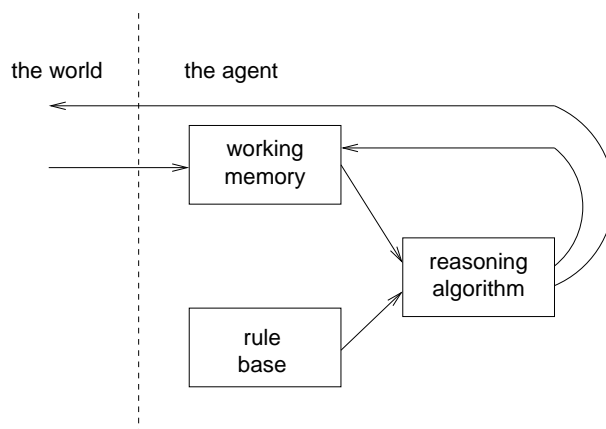 the world
the agent
working
memory
reasoning
algorithm
rule
base